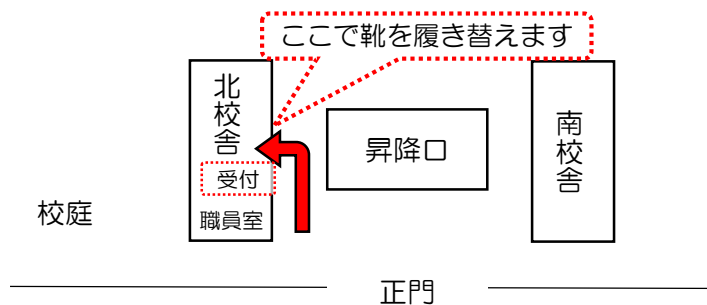 ここで靴を履き替えます
北校舎
昇降口
南校舎
受付
職員室
校庭
正門